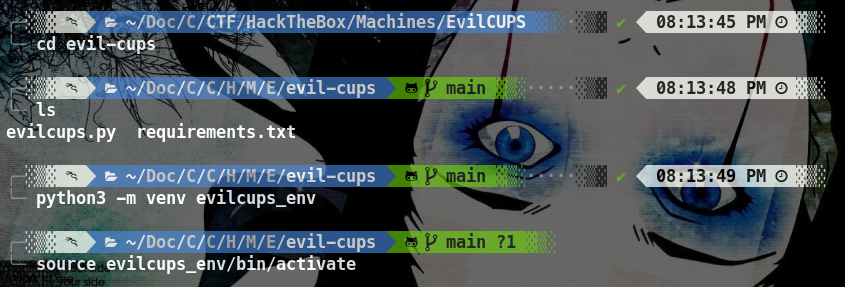 ~/Doc/C/CTF/HackTheBox/Machines/EvilCUPS ✔ 08:13:45 PM
cd evil-cups
~/Doc/C/C/H/M/E/evil-cups main ✔ 08:13:48 PM
ls
evilcups.py  requirements.txt
~/Doc/C/C/H/M/E/evil-cups main ✔ 08:13:49 PM
python3 -m venv evilcups_env
~/Doc/C/C/H/M/E/evil-cups main ?1
source evilcups_env/bin/activate
side